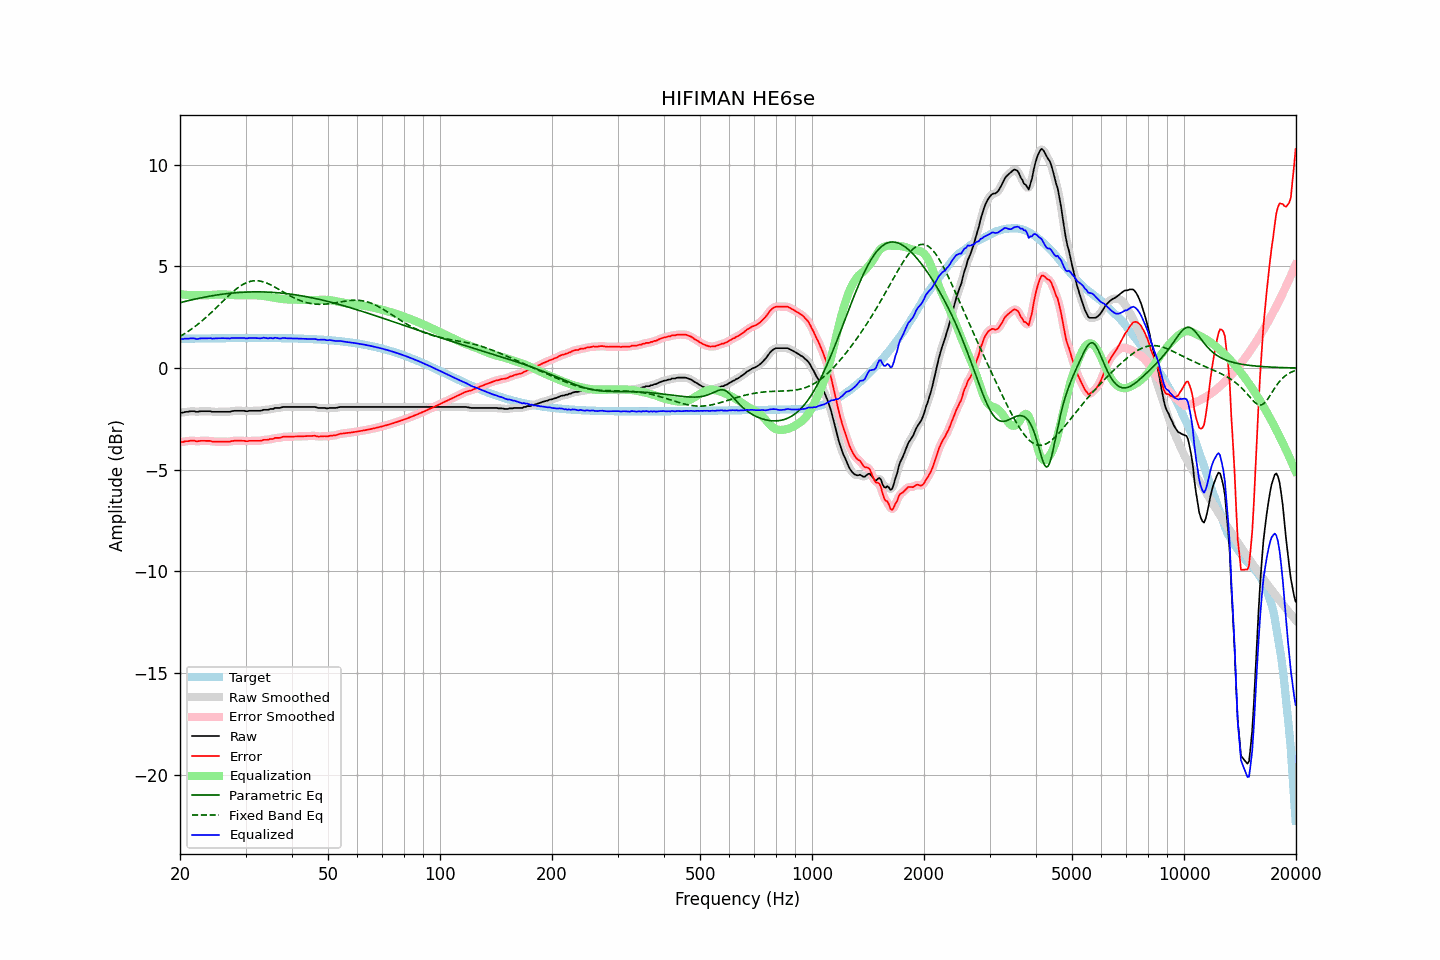 HIFIMAN HE6se
10
5
0
−5
−10
−15
−20
Amplitude (dBr)
Target
Raw Smoothed
Error Smoothed
Raw
Error
Equalization
Parametric Eq
Fixed Band Eq
Equalized
20 50 100 200 500 1000 2000 5000 10000 20000
Frequency (Hz)